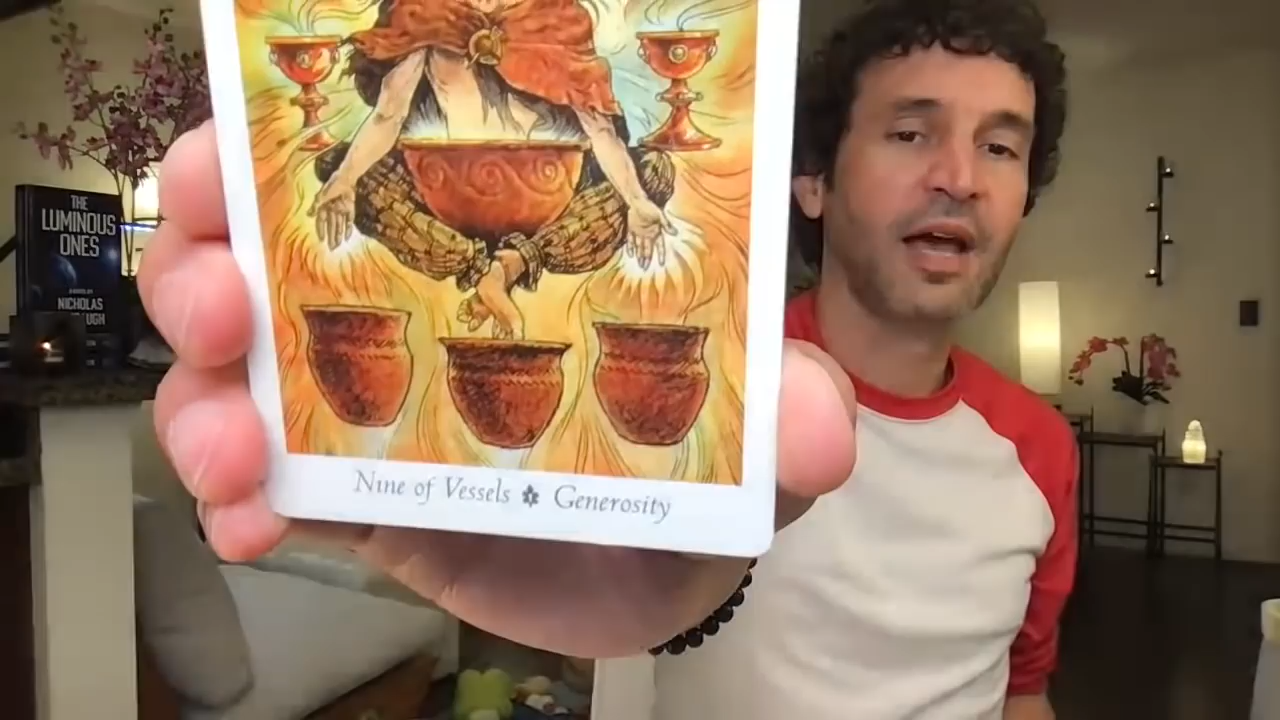 THE
LUMINOUS
ONES
NICHOLAS
Nine of Vessels ✽ Generosity